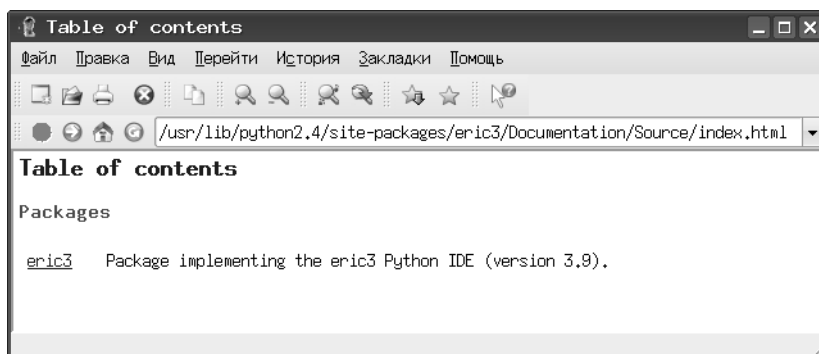 Table of contents
Файл Правка Вид Перейти История Закладки Помощь
/usr/lib/python2.4/site-packages/eric3/Documentation/Source/index.html
Table of contents
Packages
eric3 Package implementing the eric3 Python IDE (version 3.9).